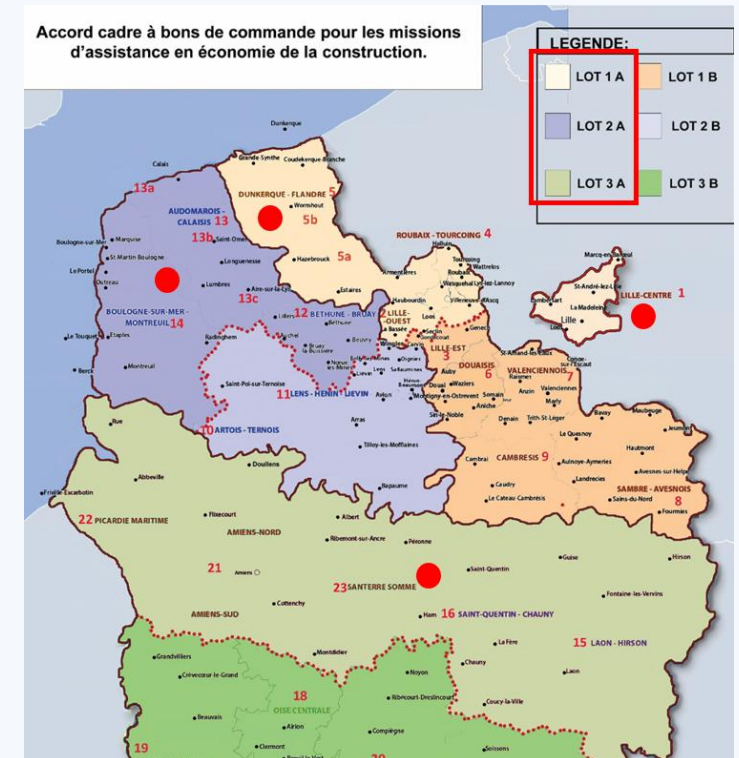 Accord cadre à bons de commande pour les missions
d'assistance en économie de la construction.
LEGENDE:
LOT 1 A
LOT 1 B
LOT 2 A
LOT 2 B
LOT 3 A
LOT 3 B
Dunkerque
Calais
Grande Synthe
Coudekerque-Branche
13a
DUNKERQUE - FLANDRE 5
Wormhout
AUDOMAROIS -
CALAISIS 13
5b
13b
Saint-Omer
ROUBAIX - TOURCOING 4
Halluin
Boulogne-sur-Mer
Marquise
St Martin Boulogne
Longuenesse
Hazebrouck
5a
Tourcoing
Wattrelos
Roubaix
Marcq-en-Barœul
Le Portel
Outreau
Lumbres
Aire-sur-la-Lys
13c
Estaires
Armentières
Lannoy
Villeneuve d'Ascq
Haubourdin
Loos
St-André-lez-Lille
Lambersart
La Madeleine
LILLE-CENTRE 1
Lille
Loos
BOULOGNE-SUR-MER -
MONTREUIL 14
Lillers
12 BETHUNE - BRUAY
Béthune
2 LILLE
-OUEST
La Bassée
Seclin
Genech
Le Touquet
Etaples
Radinghem
Auchel
Bruay
la-Buissière
Beuvry
Wingles
Carvin
LILLE-EST
3
Noeux
les-Mines
Lens
Liévin
Oignies
DOUAISIS
6
St-Amand-les-Eaux
VALENCIENNOIS
7
Berck
Montreuil
Saint-Pol-sur-Ternoise
11 LENS - HENIN - LIEVIN
Avion
Auby
Douai
Waziers
Montigny-en-Ostrevent
Somain
Aniche
Raismes
Anzin
Valenciennes
Marly
Sin-le-Noble
Denain
Trith-St-Léger
Arras
10 ARTOIS - TERNOIS
Tilloy-les-Mofflaines
Bavay
Maubeuge
Jeumont
Le Quesnoy
Hautmont
Rue
Cambrai
CAMBRESIS 9
Aulnoye-Aymeries
Avesnes-sur-Helpe
Abbeville
Doullens
Bapaume
Caudry
Landrecies
SAMBRE - AVESNOIS
8
Le Cateau Cambrésis
Sains-du-Nord
Fourmies
Friville-Escarbotin
22 PICARDIE MARITIME
Flixecourt
Albert
AMIENS-NORD
Ribemont-sur-Ancre
Péronne
Guise
Hirson
21
Amiens
Saint-Quentin
23 SANTERRE SOMME
Fontaine-les-Vervins
Cottenchy
AMIENS-SUD
Ham
16 SAINT-QUENTIN - CHAUNY
La Fère
15 LAON - HIRSON
Montdidier
Grandvilliers
Chauny
Laon
Crèvecœur-le-Grand
Noyon
Ribécourt-Dreslincourt
Coucy-la-Ville
18
OISE CENTRALE
Beauvais
Airion
Compiègne
19
Clermont
Soissons
20